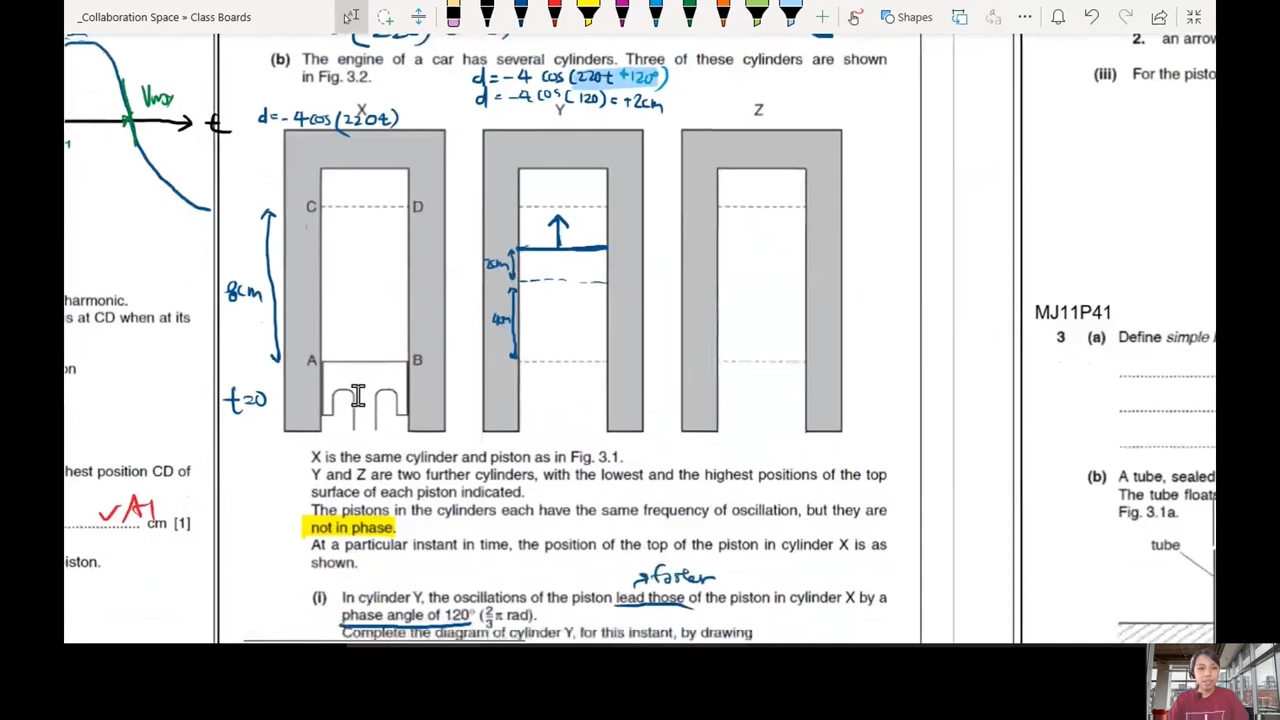 _Collaboration Space » Class Boards
Shapes
(b) The engine of a car has several cylinders. Three of these cylinders are shown
in Fig. 3.2.
d = -4 cos(220t +120°)
d = -4 cos(120) = +2cm
X
Y
Z
d = -4cos(220t)
Vmax
t
1
C
D
8cm
A
B
t=0
2cm
4cm
X is the same cylinder and piston as in Fig. 3.1.
Y and Z are two further cylinders, with the lowest and the highest positions of the top
surface of each piston indicated.
The pistons in the cylinders each have the same frequency of oscillation, but they are
not in phase.
At a particular instant in time, the position of the top of the piston in cylinder X is as
shown.
→ faster
(i) In cylinder Y, the oscillations of the piston lead those of the piston in cylinder X by a
phase angle of 120° (2/3 π rad).
Complete the diagram of cylinder Y, for this instant, by drawing
harmonic.
s at CD when at its
on
hest position CD of
✓A1
cm [1]
iston.
2. an arrow
(iii) For the pisto
MJ11P41
3 (a) Define simple
(b) A tube, sealed
The tube floats
Fig. 3.1a.
tube